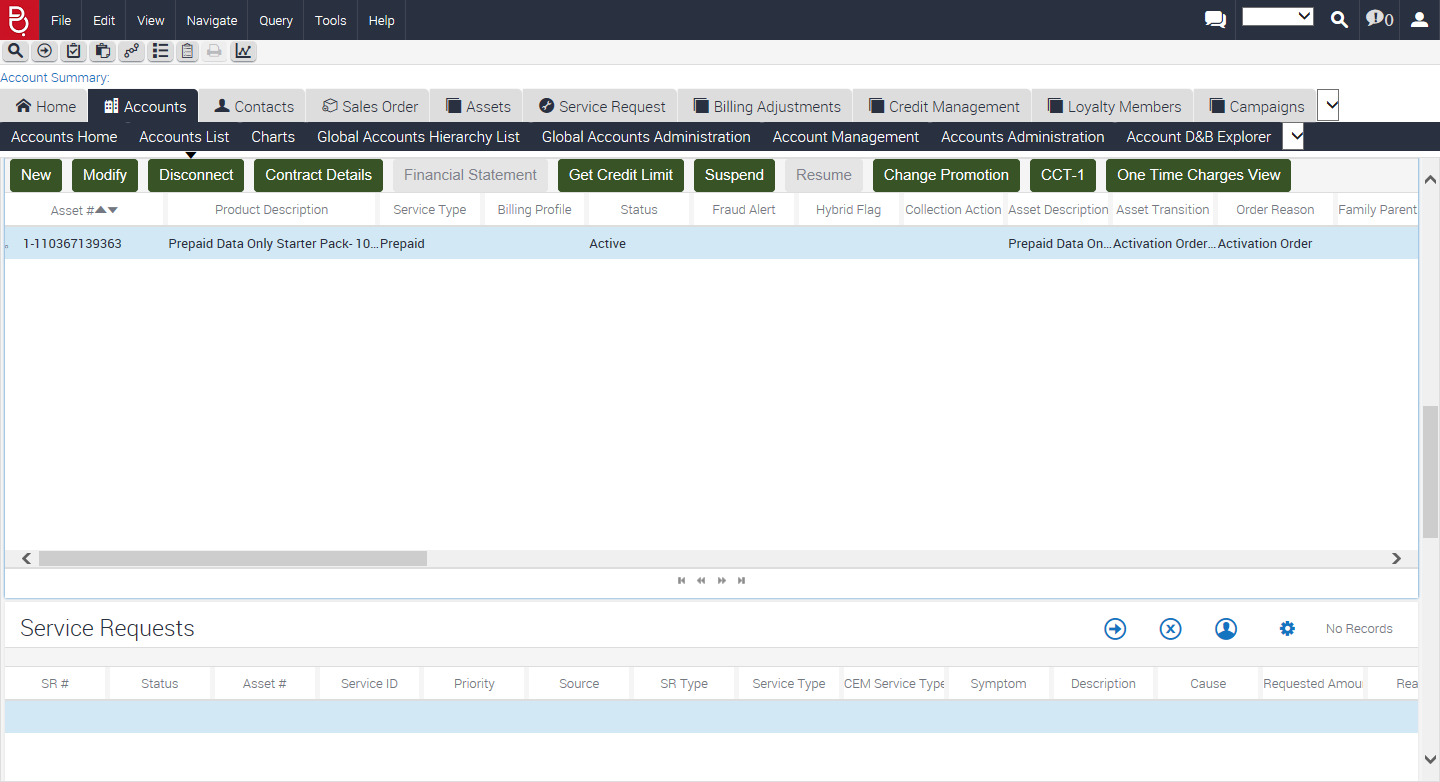 File Edit View Navigate Query Tools Help 0
Account Summary:
Home Accounts Contacts Sales Order Assets Service Request Billing Adjustments Credit Management Loyalty Members Campaigns
Accounts Home Accounts List Charts Global Accounts Hierarchy List Global Accounts Administration Account Management Accounts Administration Account D&B Explorer
New Modify Disconnect Contract Details Financial Statement Get Credit Limit Suspend Resume Change Promotion CCT-1 One Time Charges View
Asset # Product Description Service Type Billing Profile Status Fraud Alert Hybrid Flag Collection Action Asset Description Asset Transition Order Reason Family Parent
1-110367139363 Prepaid Data Only Starter Pack- 10... Prepaid Active Prepaid Data On... Activation Order... Activation Order
Service Requests No Records
SR # Status Asset # Service ID Priority Source SR Type Service Type CEM Service Type Symptom Description Cause Requested Amou Rea